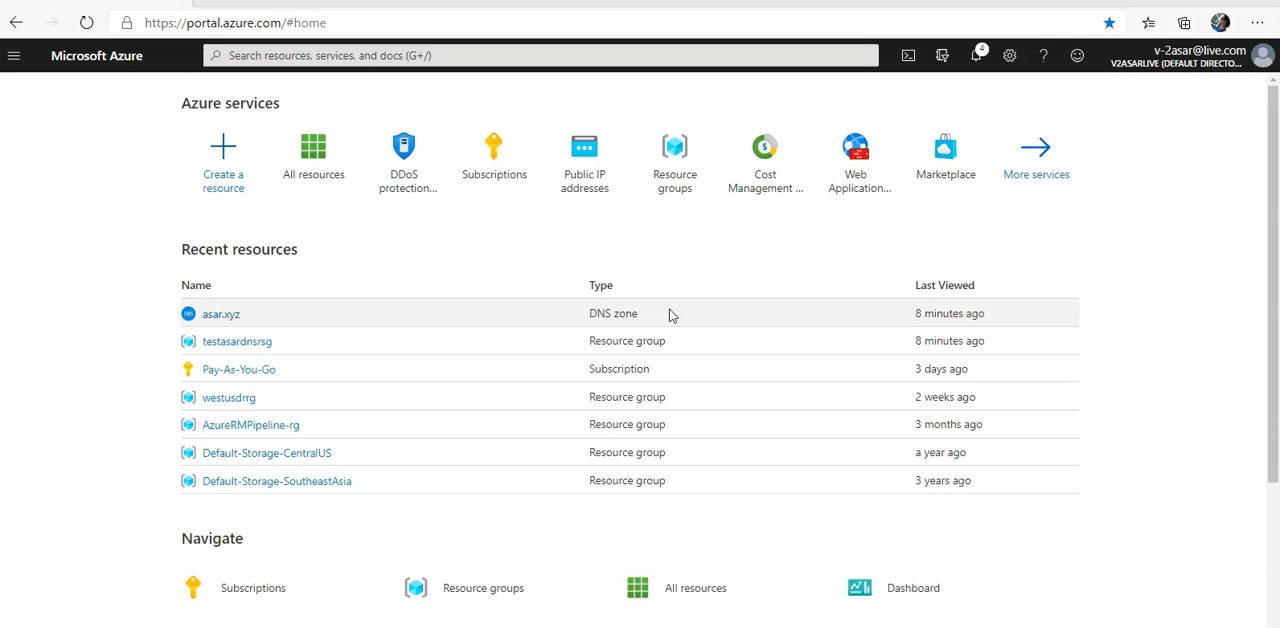 https://portal.azure.com/#home
Microsoft Azure
Search resources, services, and docs (G+/)
4
v-2asar@live.com
V2ASARLIVE (DEFAULT DIRECTO...
Azure services
Create a resource
All resources
DDoS protection...
Subscriptions
Public IP addresses
Resource groups
Cost Management ...
Web Application...
Marketplace
More services
Recent resources
Name Type Last Viewed
asar.xyz DNS zone 8 minutes ago
testasardnsrsg Resource group 8 minutes ago
Pay-As-You-Go Subscription 3 days ago
westusdrrg Resource group 2 weeks ago
AzureRMPipeline-rg Resource group 3 months ago
Default-Storage-CentralUS Resource group a year ago
Default-Storage-SoutheastAsia Resource group 3 years ago
Navigate
Subscriptions Resource groups All resources Dashboard